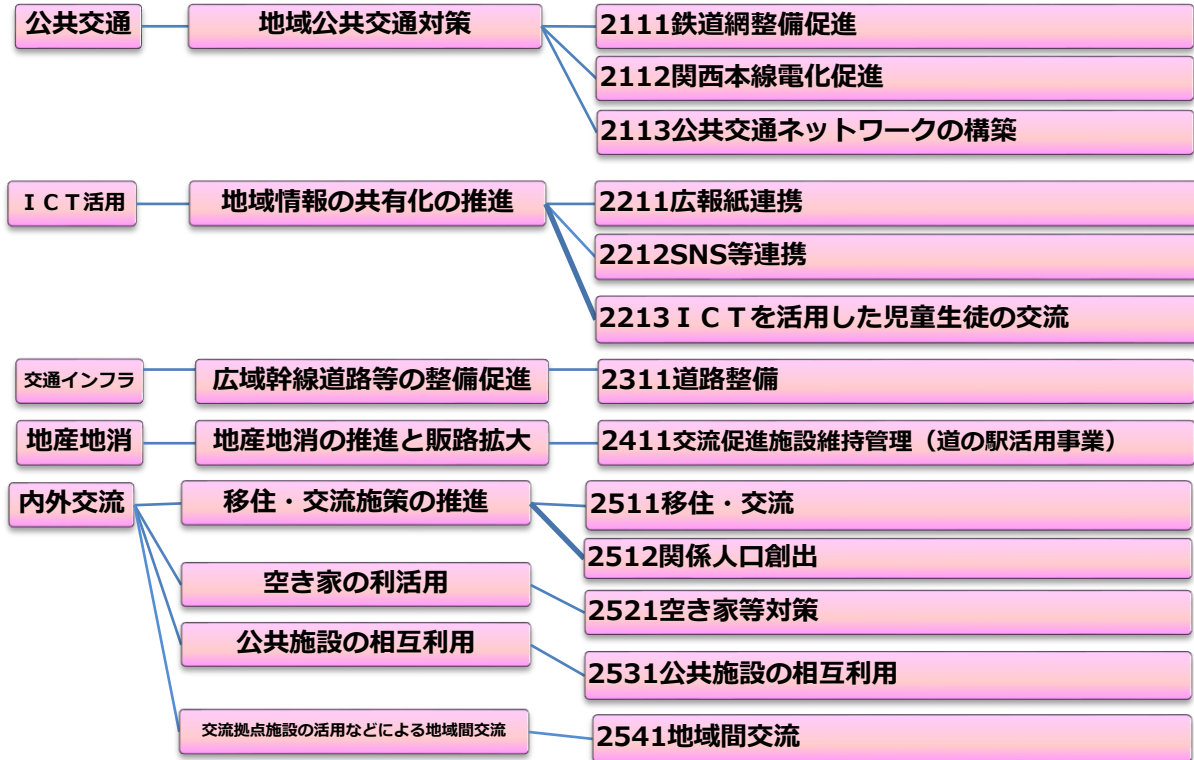 公共交通
地域公共交通対策
2111鉄道網整備促進
2112関西本線電化促進
2113公共交通ネットワークの構築
ＩＣＴ活用
地域情報の共有化の推進
2211広報紙連携
2212SNS等連携
2213ＩＣＴを活用した児童生徒の交流
交通インフラ
広域幹線道路等の整備促進
2311道路整備
地産地消
地産地消の推進と販路拡大
2411交流促進施設維持管理（道の駅活用事業）
内外交流
移住・交流施策の推進
2511移住・交流
2512関係人口創出
空き家の利活用
2521空き家等対策
公共施設の相互利用
2531公共施設の相互利用
交流拠点施設の活用などによる地域間交流
2541地域間交流